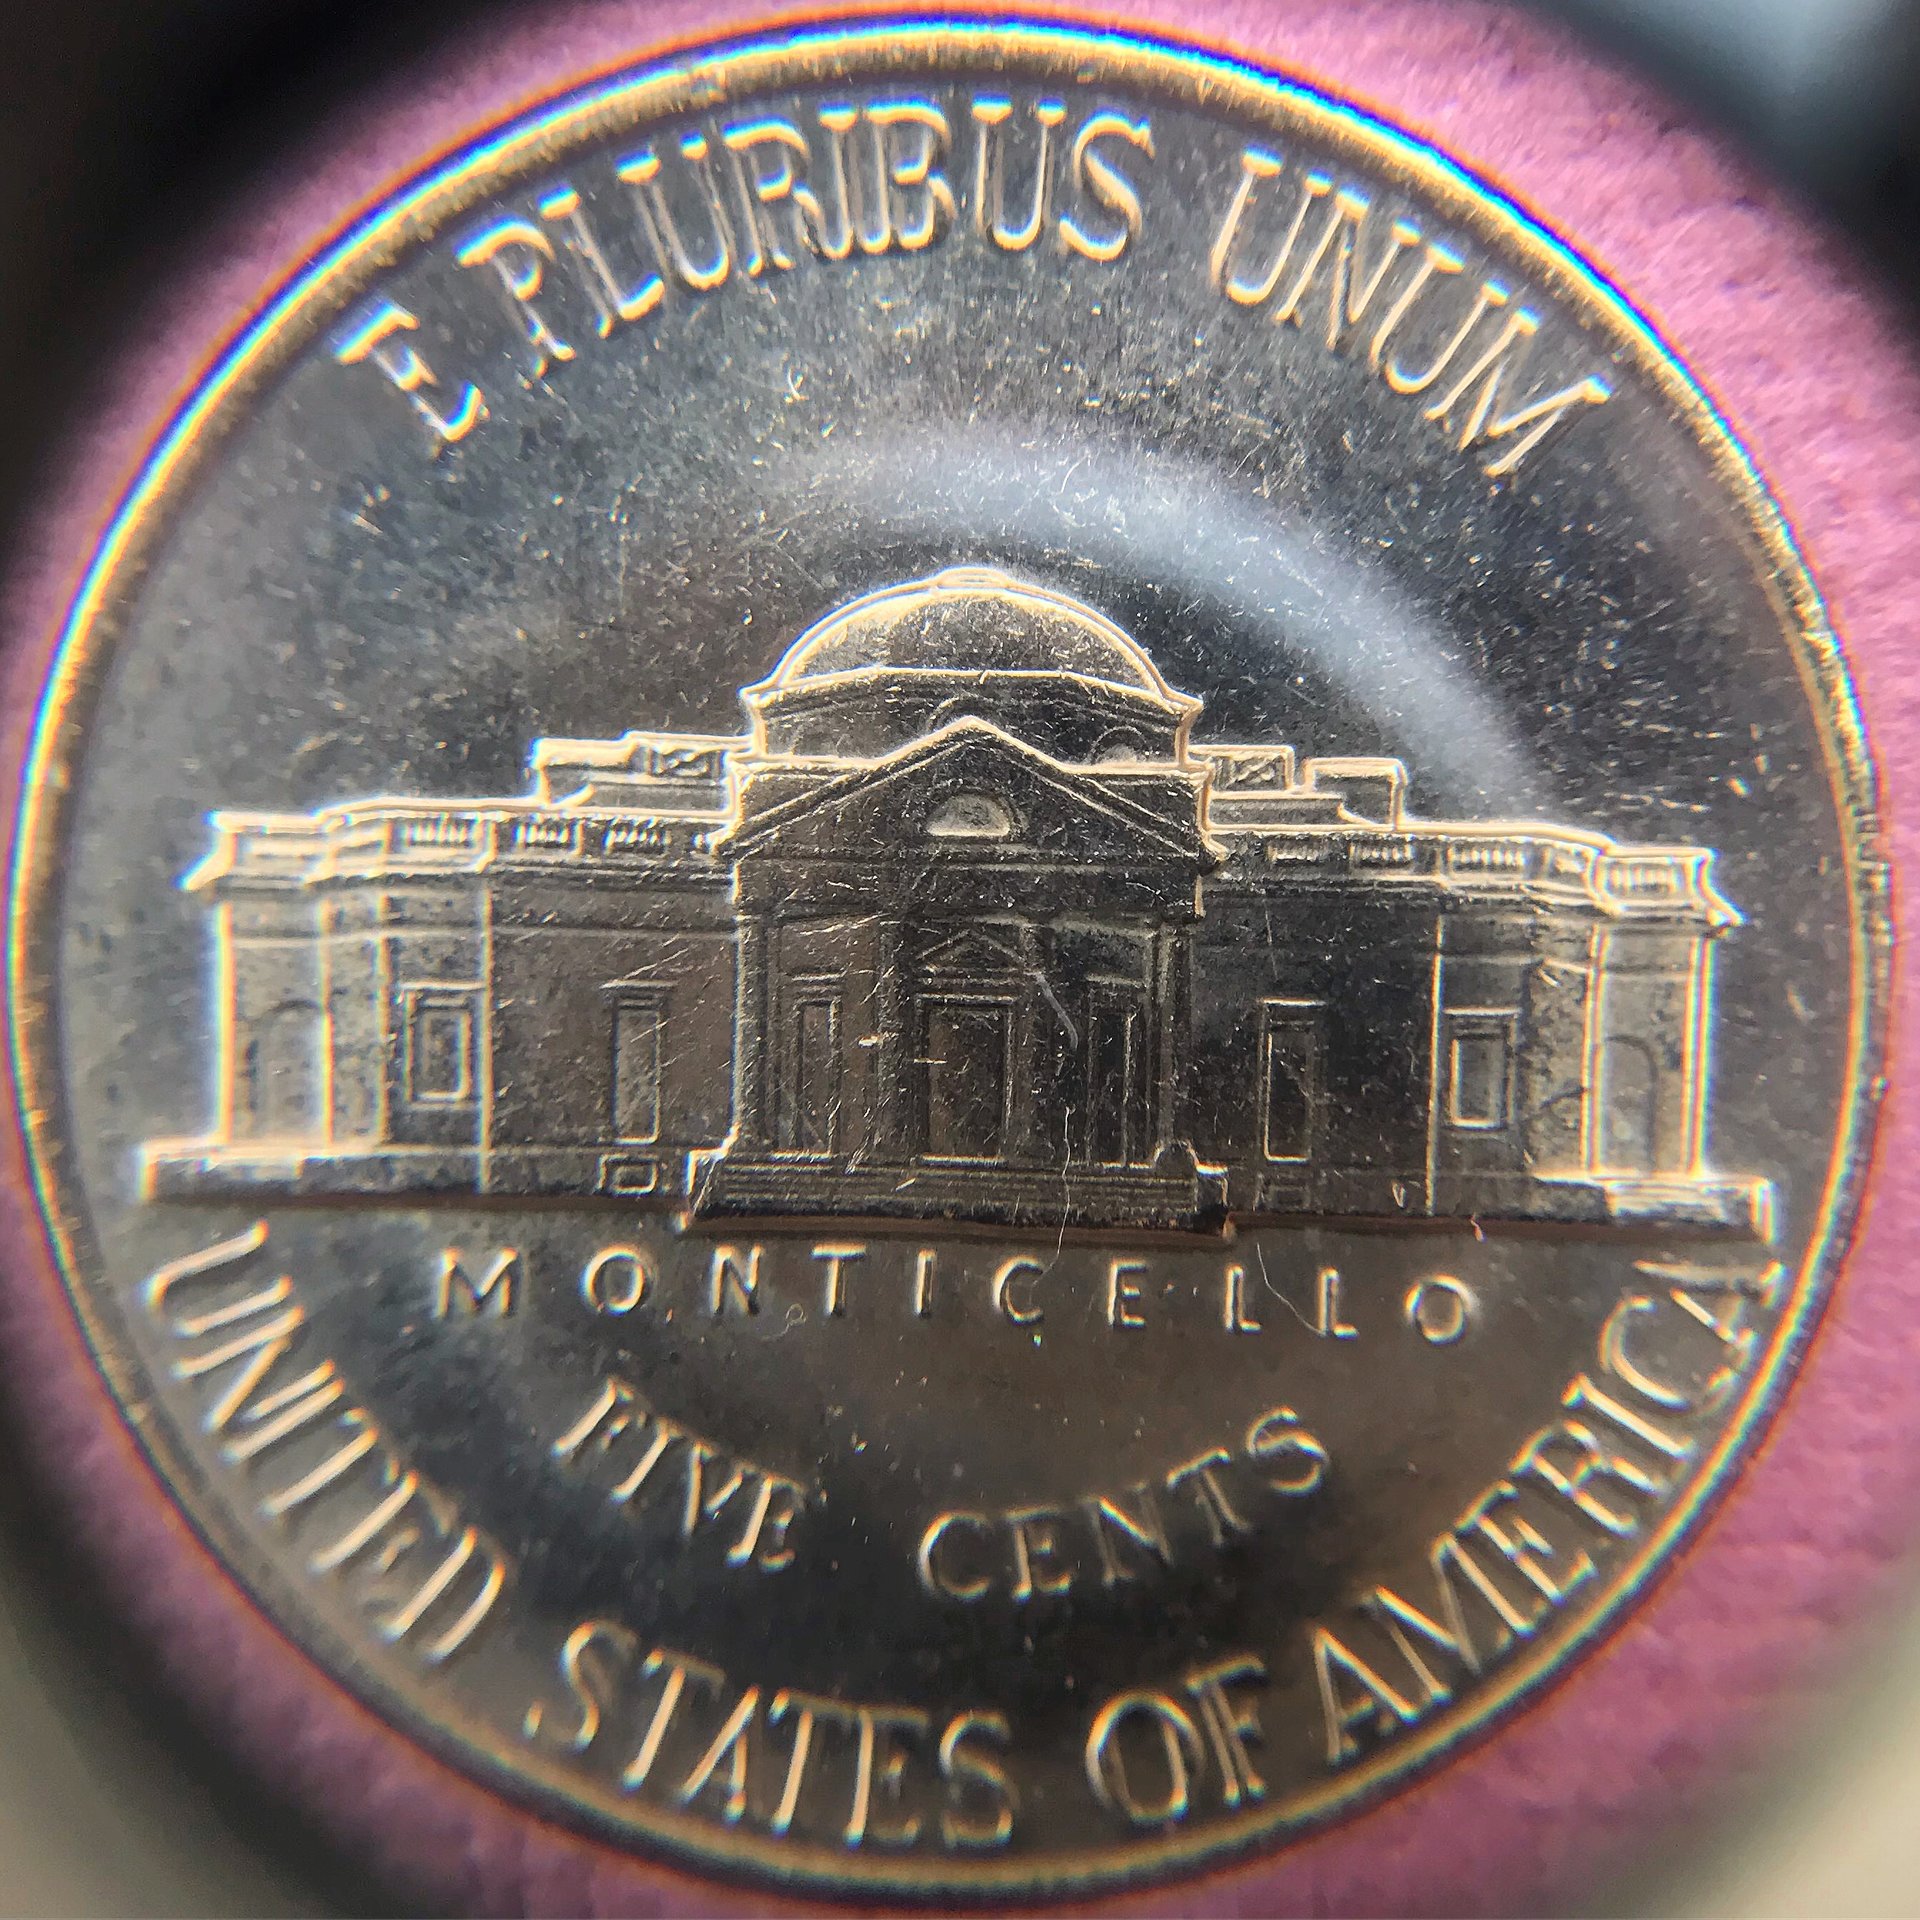 E PLURIBUS UNUM
MONTICELLO
FIVE CENTS
UNITED STATES OF AMERICA